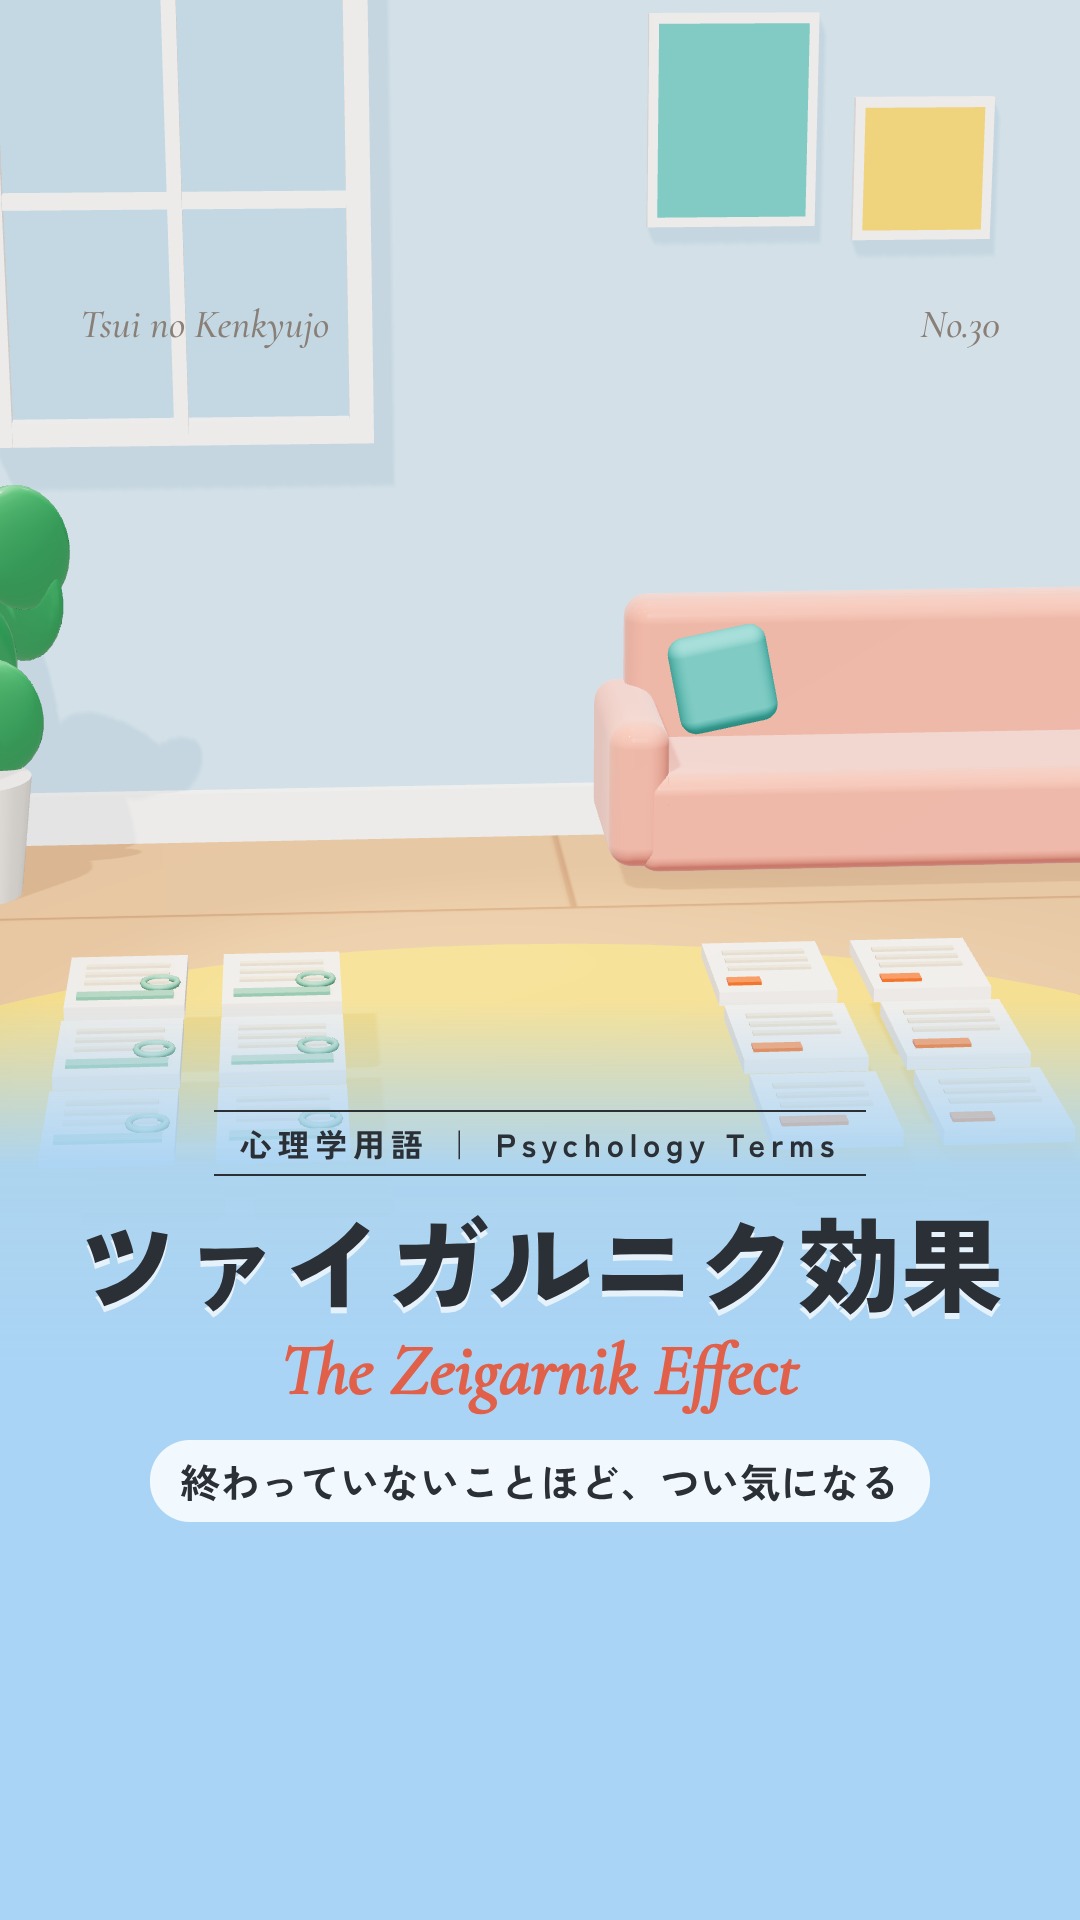 Tsui no Kenkyujo
No.30
心理学用語 | Psychology Terms
ツァイガルニク効果
The Zeigarnik Effect
終わっていないことほど、つい気になる